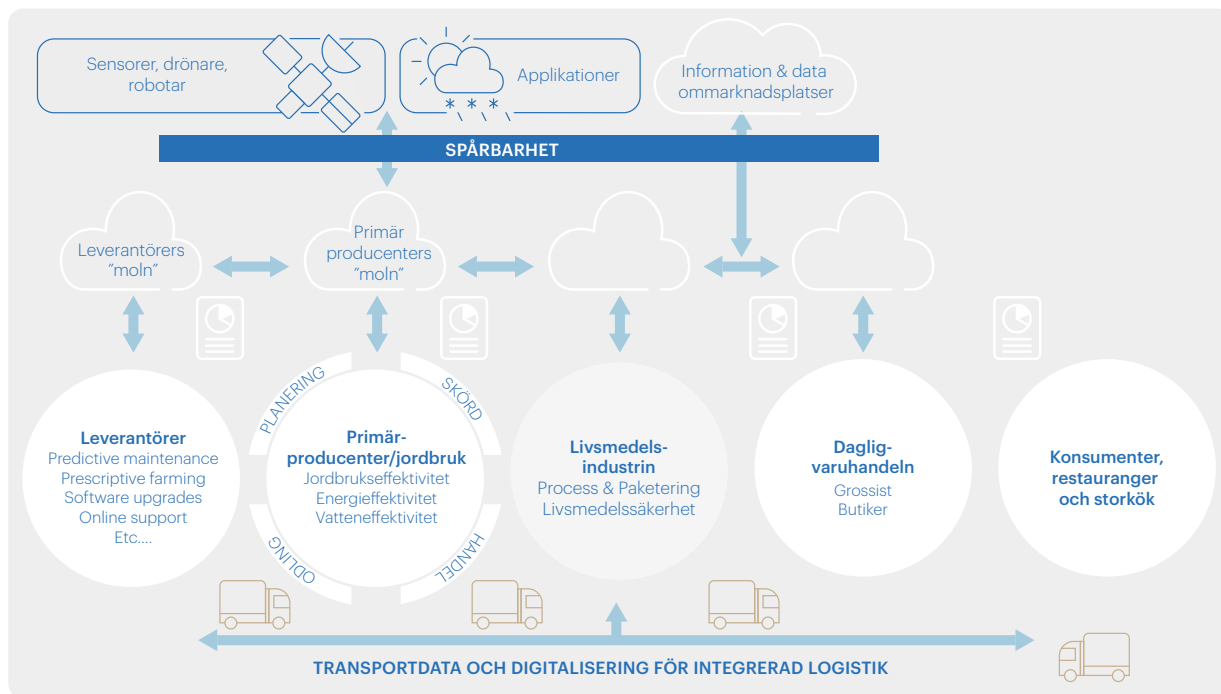 Sensorer, drönare,
robotar
Applikationer
Information & data
ommarknadsplatser
SPÅRBARHET
Leverantörers
”moln”
Primär
producenters
”moln”
Leverantörer
Predictive maintenance
Prescriptive farming
Software upgrades
Online support
Etc....
PLANERING
SKÖRD
ODLING
HANDEL
Primär-
producenter/jordbruk
Jordbrukseffektivitet
Energieffektivitet
Vatteneffektivitet
Livsmedels-
industrin
Process & Paketering
Livsmedelssäkerhet
Daglig-
varuhandeln
Grossist
Butiker
Konsumenter,
restauranger
och storkök
TRANSPORTDATA OCH DIGITALISERING FÖR INTEGRERAD LOGISTIK